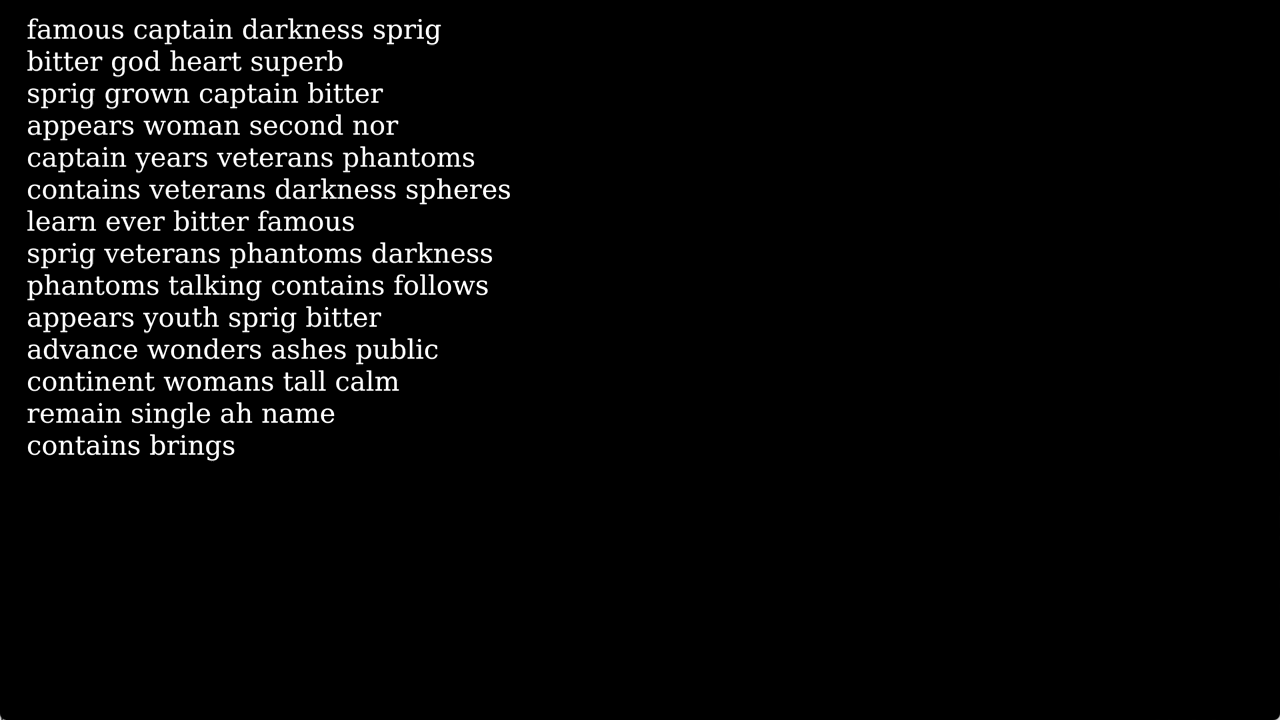 famous captain darkness sprig
bitter god heart superb
sprig grown captain bitter
appears woman second nor
captain years veterans phantoms
contains veterans darkness spheres
learn ever bitter famous
sprig veterans phantoms darkness
phantoms talking contains follows
appears youth sprig bitter
advance wonders ashes public
continent womans tall calm
remain single ah name
contains brings